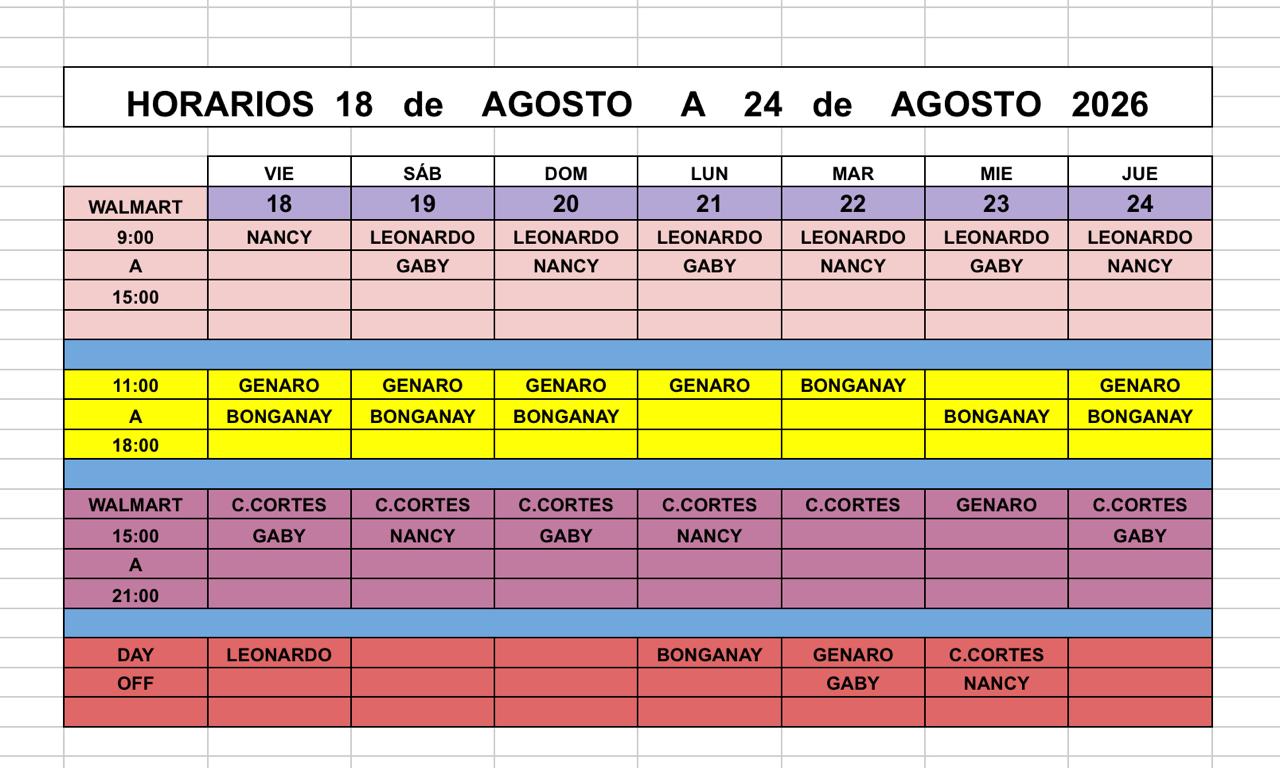 HORARIOS 18 de AGOSTO A 24 de AGOSTO 2026
VIE SÁB DOM LUN MAR MIE JUE
WALMART 18 19 20 21 22 23 24
9:00 NANCY LEONARDO LEONARDO LEONARDO LEONARDO LEONARDO LEONARDO
A GABY NANCY GABY NANCY GABY NANCY
15:00
11:00 GENARO GENARO GENARO GENARO BONGANAY GENARO
A BONGANAY BONGANAY BONGANAY BONGANAY BONGANAY
18:00
WALMART C.CORTES C.CORTES C.CORTES C.CORTES C.CORTES GENARO C.CORTES
15:00 GABY NANCY GABY NANCY GABY
A
21:00
DAY LEONARDO BONGANAY GENARO C.CORTES
OFF GABY NANCY